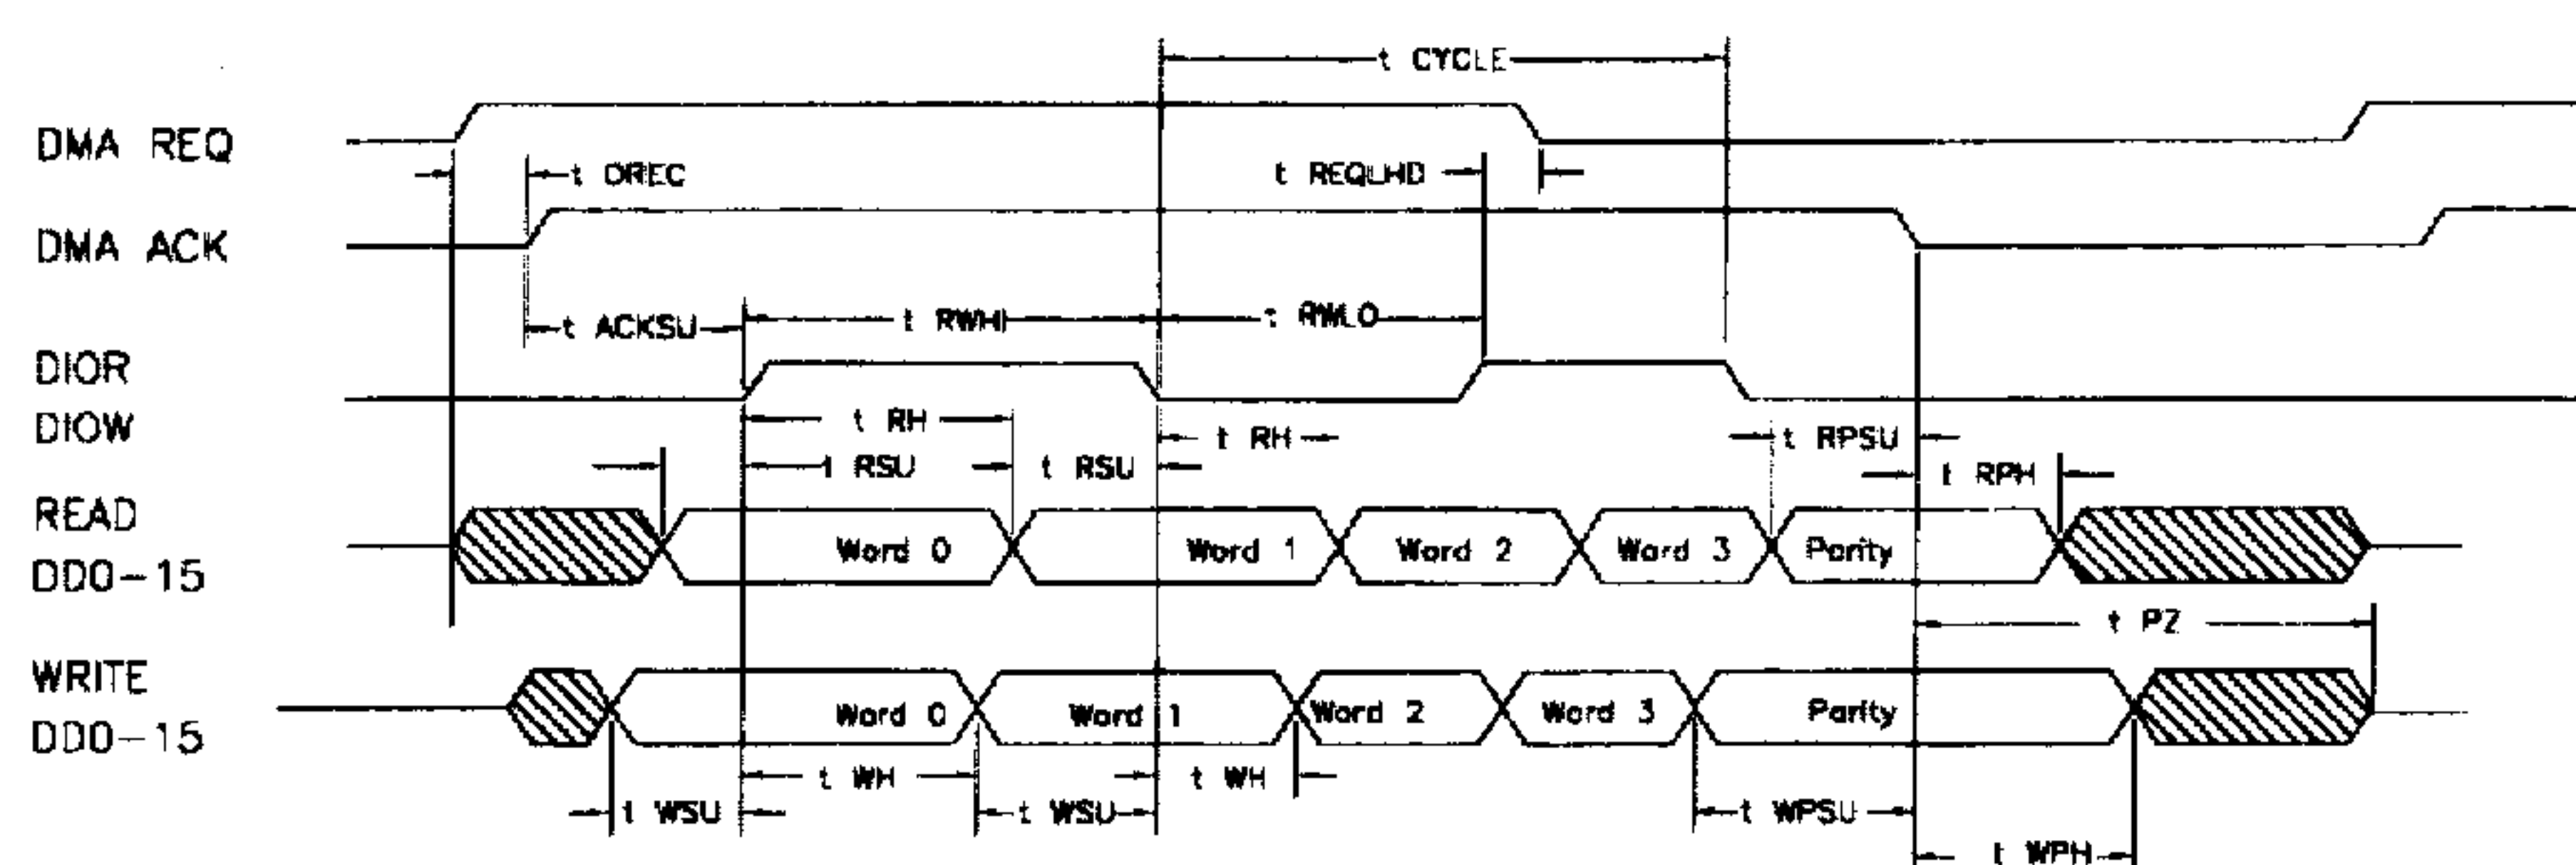 t CYCLE
DMA REQ
t OREC
t REQLHD
DMA ACK
t ACKSU
t RWHI
t RWLO
DIOR
DIOW
t RH
t RH
t RPSU
t RSU
t RSU
t RPH
READ
DD0-15
Word 0
Word 1
Word 2
Word 3
Parity
t PZ
WRITE
DD0-15
Word 0
Word 1
Word 2
Word 3
Parity
t WH
t WH
t WSU
t WSU
t WPSU
t WPH